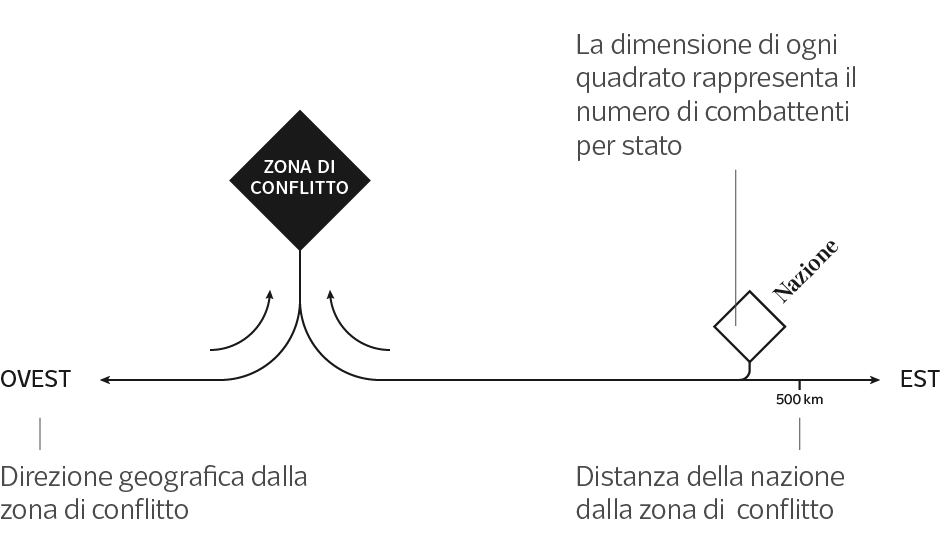 La dimensione di ogni
quadrato rappresenta il
numero di combattenti
per stato
ZONA DI
CONFLITTO
Nazione
OVEST
EST
500 km
Direzione geografica dalla
zona di conflitto
Distanza della nazione
dalla zona di conflitto